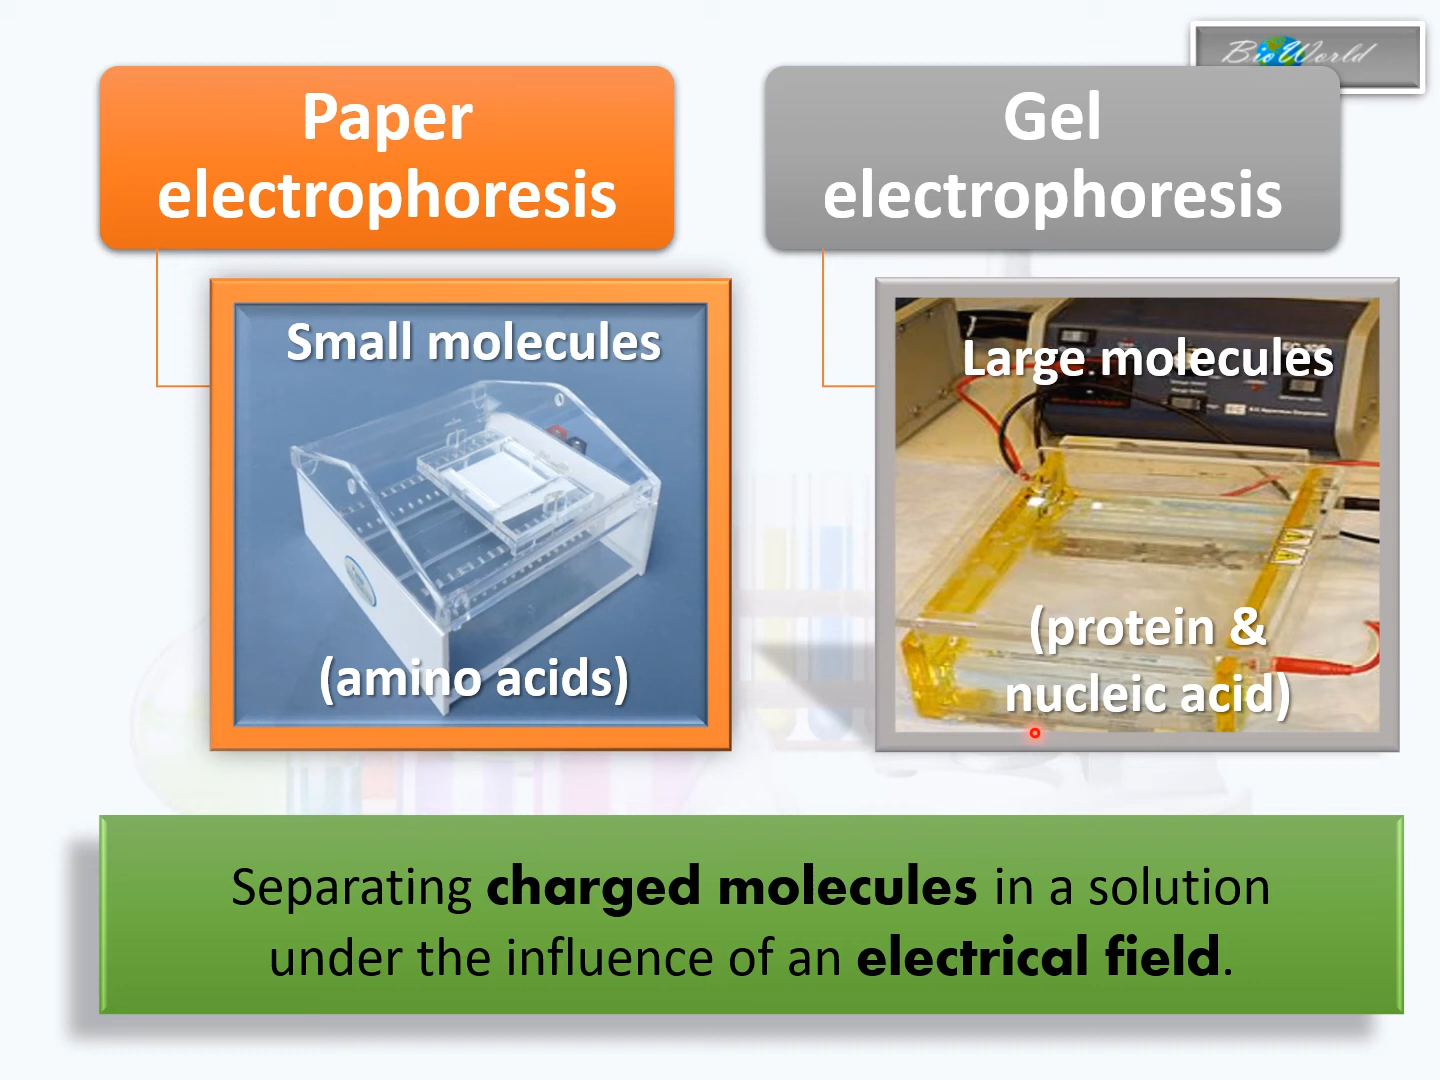 BioWorld
Paper
electrophoresis
Gel
electrophoresis
Small molecules
(amino acids)
Large molecules
(protein &
nucleic acid)
Separating charged molecules in a solution
under the influence of an electrical field.